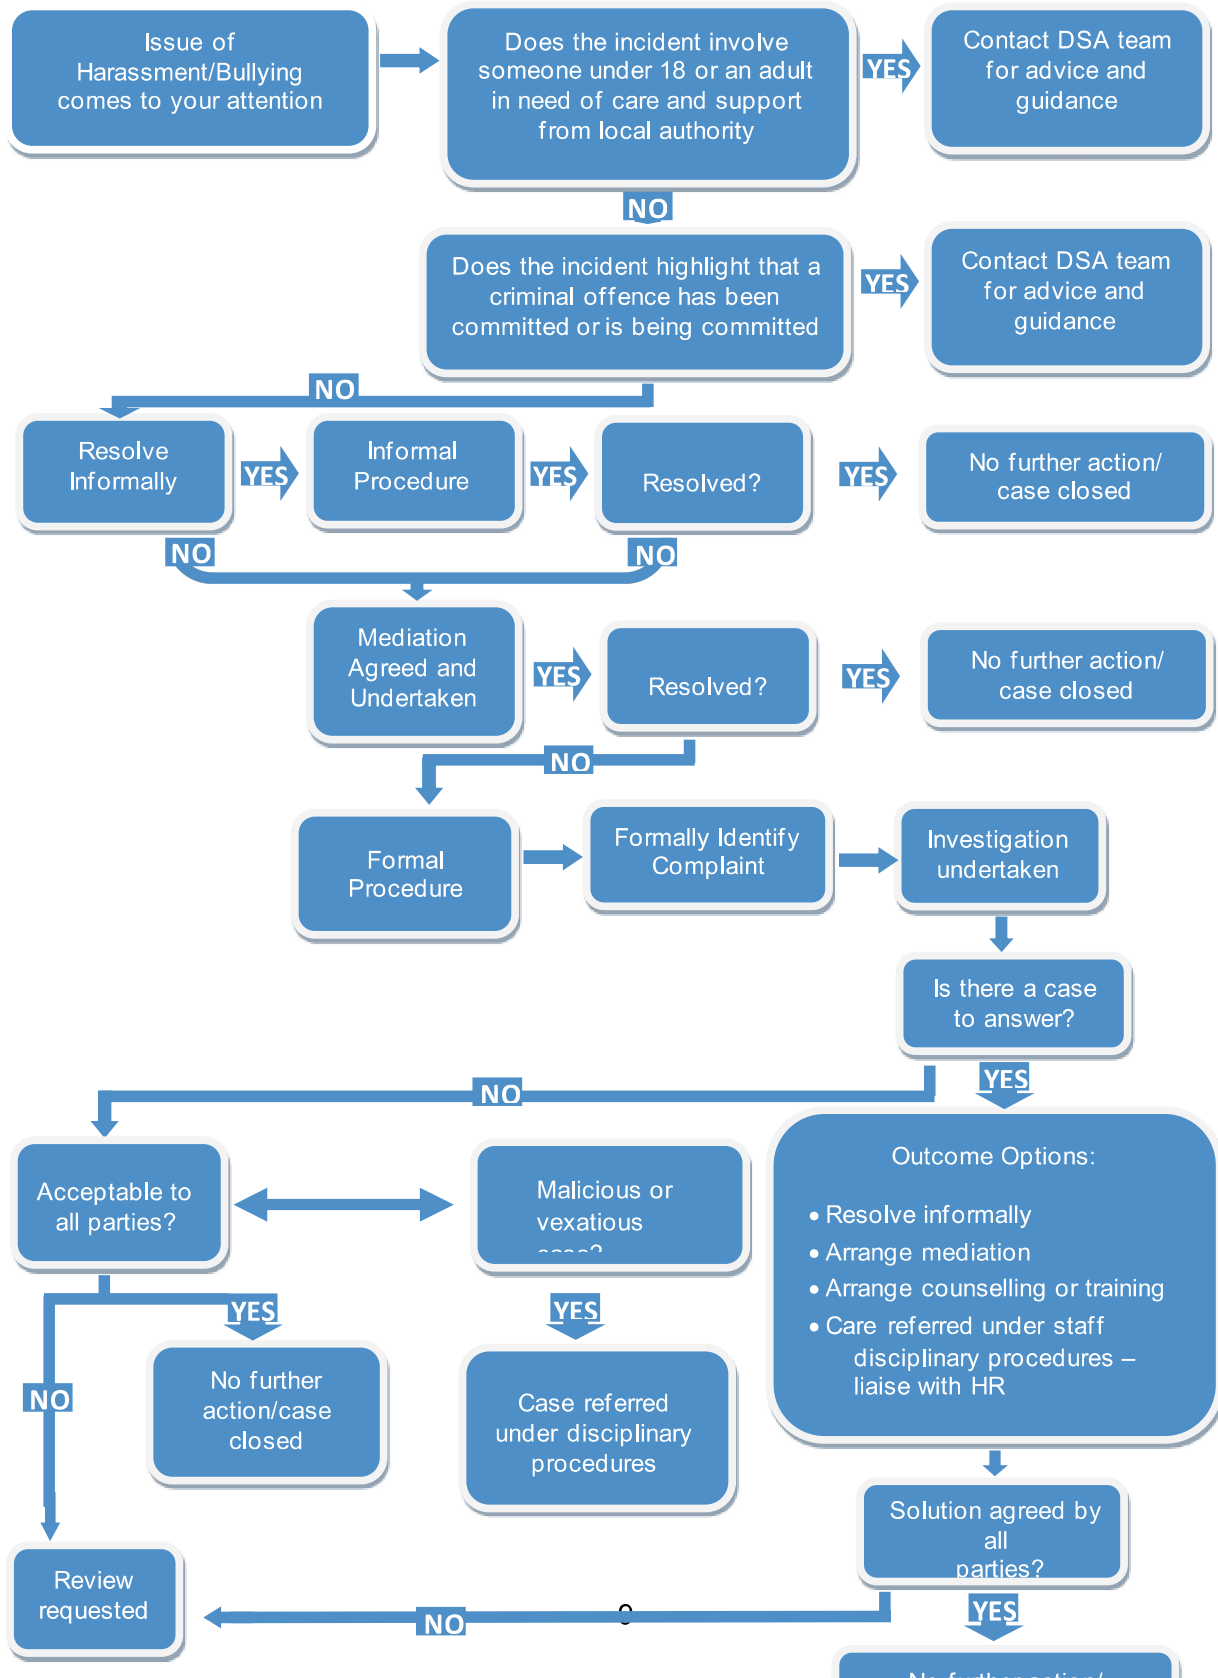 Issue of
Harassment/Bullying
comes to your attention
Does the incident involve
someone under 18 or an adult
in need of care and support
from local authority
YES
Contact DSA team
for advice and
guidance
NO
Does the incident highlight that a
criminal offence has been
committed or is being committed
YES
Contact DSA team
for advice and
guidance
NO
Resolve
Informally
YES
Informal
Procedure
YES
Resolved?
YES
No further action/
case closed
NO
NO
Mediation
Agreed and
Undertaken
YES
Resolved?
YES
No further action/
case closed
NO
Formal
Procedure
Formally Identify
Complaint
Investigation
undertaken
Is there a case
to answer?
NO
YES
Acceptable to
all parties?
Malicious or
vexatious
case?
Outcome Options:
• Resolve informally
• Arrange mediation
• Arrange counselling or training
• Care referred under staff
disciplinary procedures –
liaise with HR
YES
YES
NO
No further
action/case
closed
Case referred
under disciplinary
procedures
Solution agreed by
all
parties?
Review
requested
NO
9
YES
No further action/